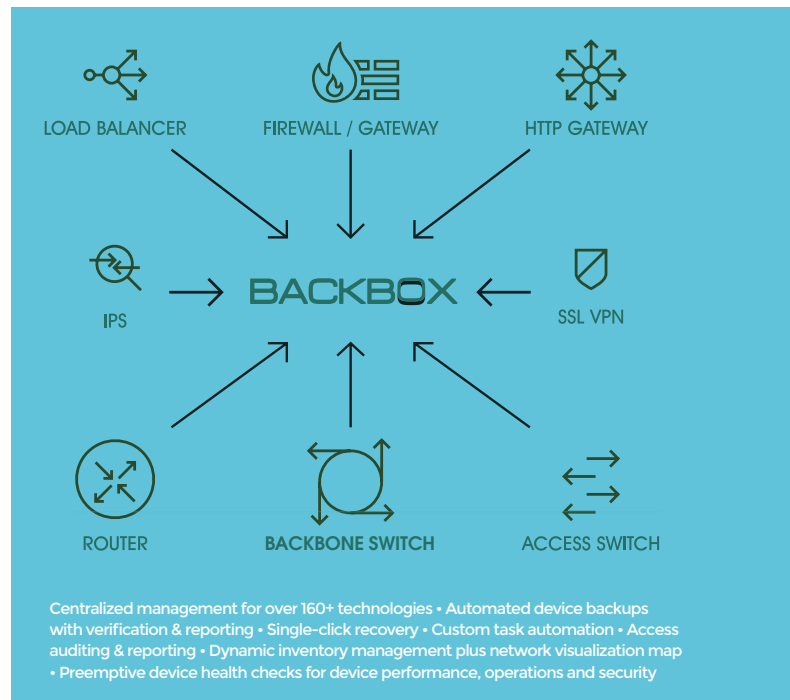 LOAD BALANCER
FIREWALL / GATEWAY
HTTP GATEWAY
IPS
BACKBOX
SSL VPN
ROUTER
BACKBONE SWITCH
ACCESS SWITCH
Centralized management for over 160+ technologies • Automated device backups
with verification & reporting • Single-click recovery • Custom task automation • Access
auditing & reporting • Dynamic inventory management plus network visualization map
• Preemptive device health checks for device performance, operations and security